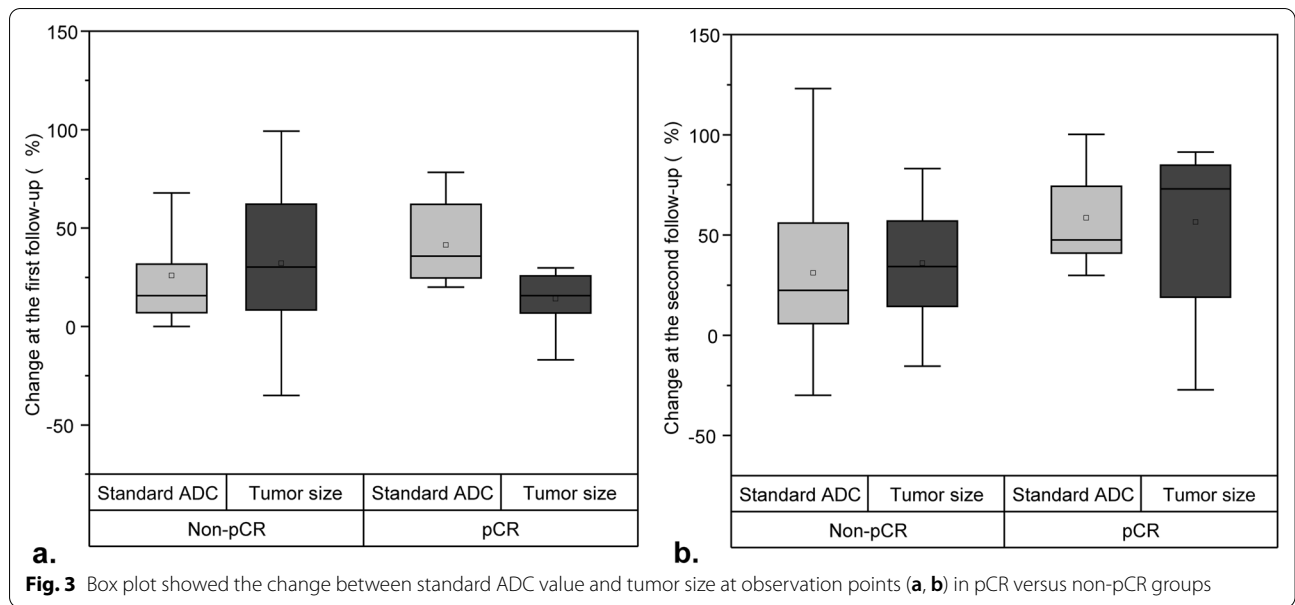 150
100
50
0
-50
Change at the first follow-up ( %)
Standard ADC
Tumor size
Standard ADC
Tumor size
Non-pCR
pCR
a.
150
100
50
0
-50
Change at the second follow-up ( %)
Standard ADC
Tumor size
Standard ADC
Tumor size
Non-pCR
pCR
b.
Fig. 3 Box plot showed the change between standard ADC value and tumor size at observation points (a, b) in pCR versus non-pCR groups